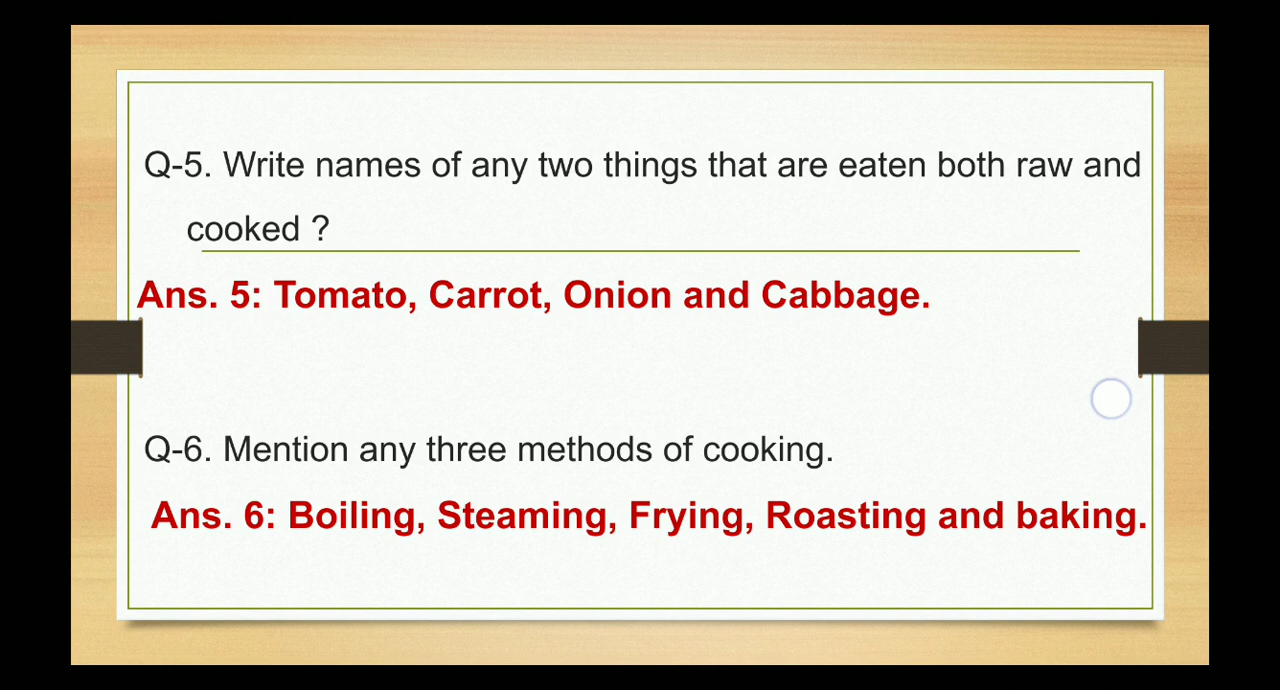 Q-5. Write names of any two things that are eaten both raw and
cooked ?
Ans. 5: Tomato, Carrot, Onion and Cabbage.
Q-6. Mention any three methods of cooking.
Ans. 6: Boiling, Steaming, Frying, Roasting and baking.